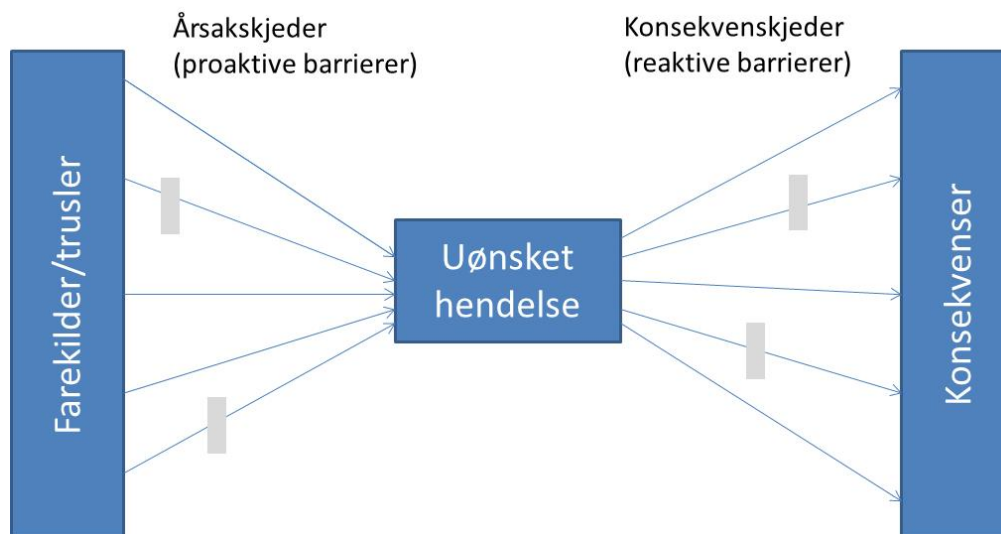 Årsakskjeder
(proaktive barrierer)
Konsekvenskjeder
(reaktive barrierer)
Farekilder/trusler
Uønsket
hendelse
Konsekvenser